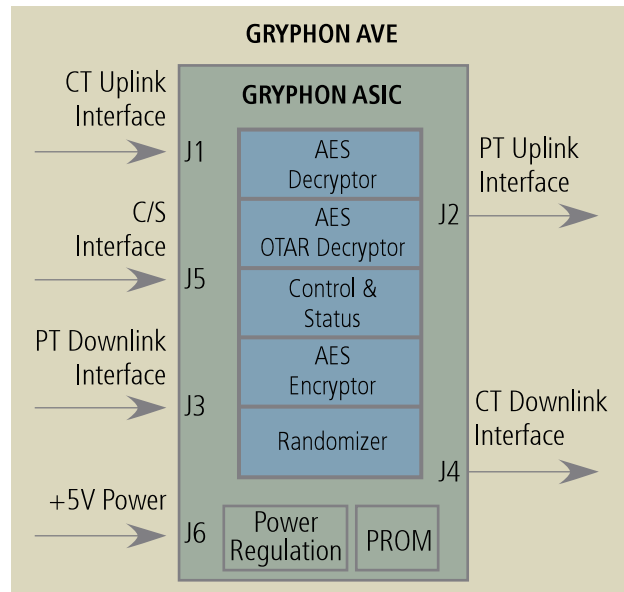 GRYPHON AVE
CT Uplink
Interface
J1
C/S
Interface
J5
PT Downlink
Interface
J3
+5V Power
J6
GRYPHON ASIC
AES
Decryptor
AES
OTAR Decryptor
Control &
Status
AES
Encryptor
Randomizer
Power
Regulation
PROM
PT Uplink
Interface
J2
CT Downlink
Interface
J4